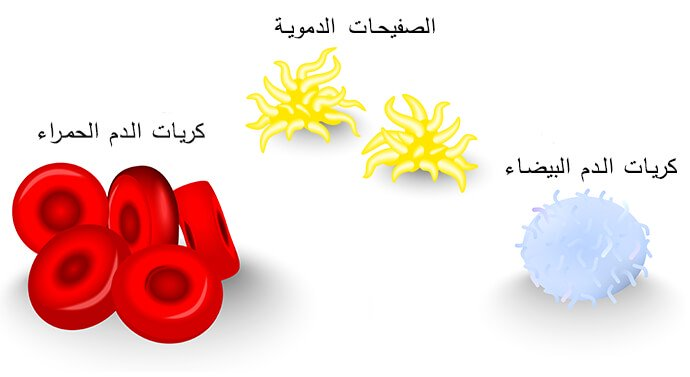 الصفيحات الدموية
كريات الدم الحمراء
كريات الدم البيضاء